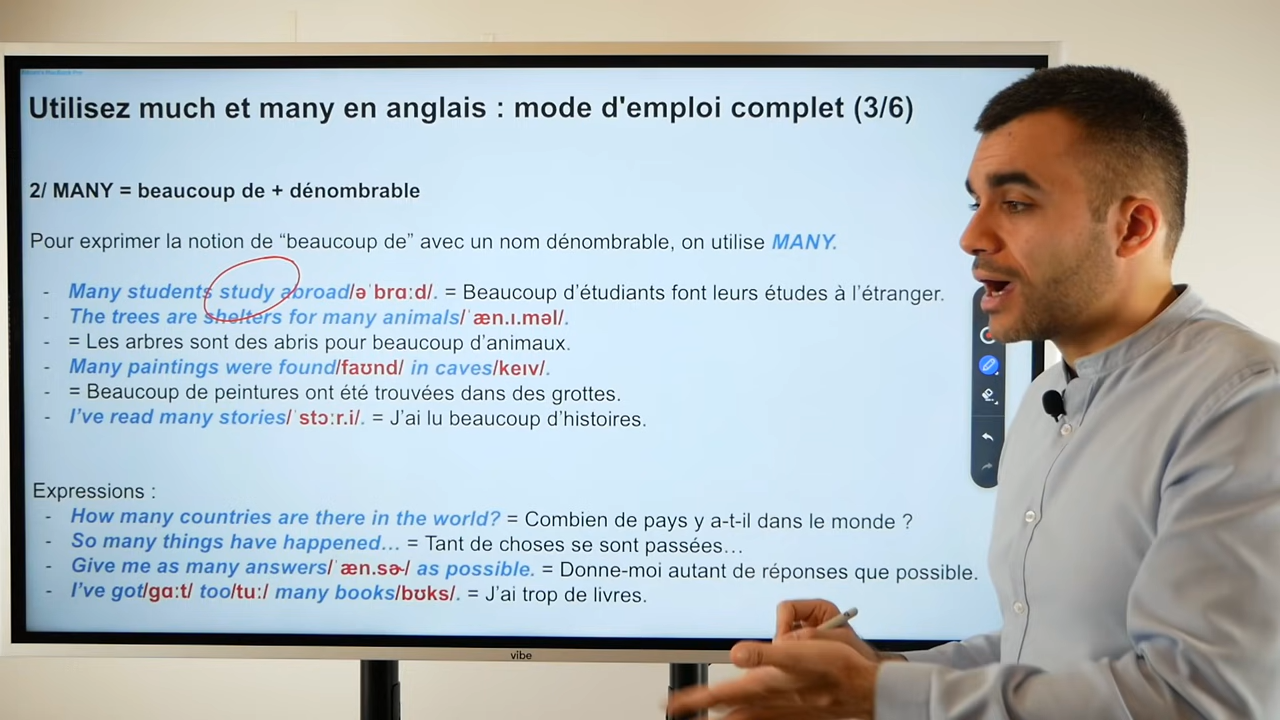 Utilisez much et many en anglais : mode d'emploi complet (3/6)
2/ MANY = beaucoup de + dénombrable
Pour exprimer la notion de “beaucoup de” avec un nom dénombrable, on utilise MANY.
- Many students study abroad/əˈbrɑːd/. = Beaucoup d’étudiants font leurs études à l’étranger.
- The trees are shelters for many animals/ˈæn.ɪ.məl/.
- = Les arbres sont des abris pour beaucoup d’animaux.
- Many paintings were found/faʊnd/ in caves/keɪv/.
- = Beaucoup de peintures ont été trouvées dans des grottes.
- I’ve read many stories/ˈstɔːr.i/. = J’ai lu beaucoup d’histoires.
Expressions :
- How many countries are there in the world? = Combien de pays y a-t-il dans le monde ?
- So many things have happened… = Tant de choses se sont passées…
- Give me as many answers/ˈæn.sɚ/ as possible. = Donne-moi autant de réponses que possible.
- I’ve got/ɡɑːt/ too/tuː/ many books/bʊks/. = J’ai trop de livres.
vibe